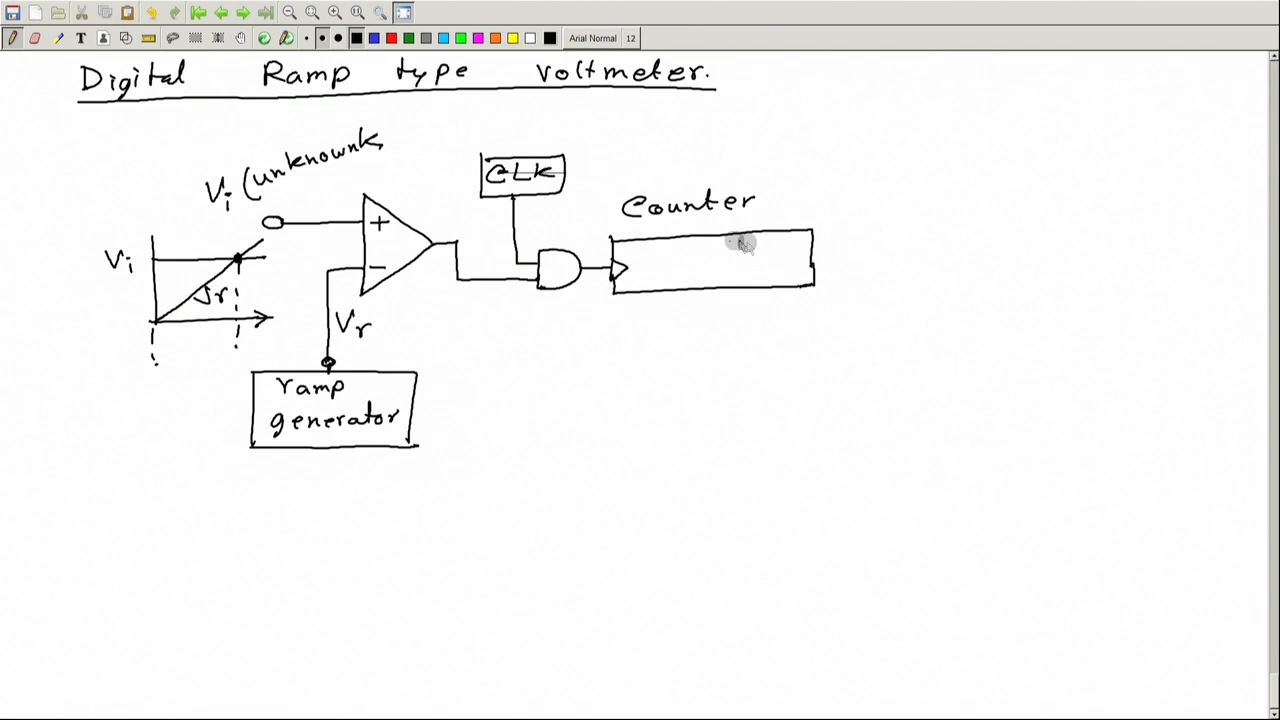 Arial Normal 12
Digital Ramp type voltmeter.
Vi (unknown
CLK
Counter
+
Vi
Vr
−
Vr
ramp
generator